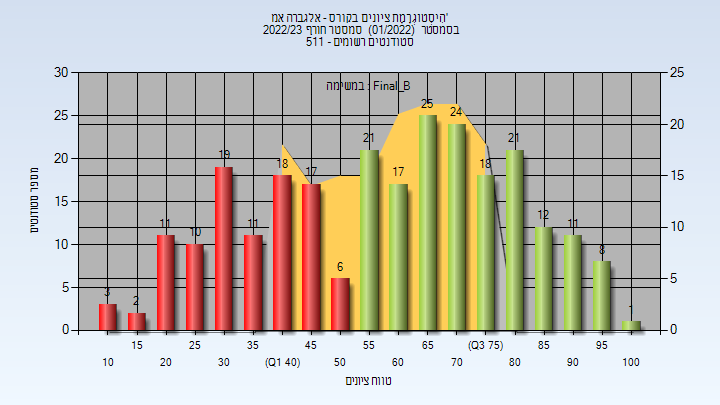 היסטוגרמת ציונים בקורס - אלגברה אמ'
בסמסטר (01/2022) סמסטר חורף 2022/23
סטודנטים רשומים - 511
במשימה : Final_B
מספר סטודנטים
30 25 20 15 10 5 0
25 20 15 10 5 0
3 2 11 10 19 11 18 17 6 21 17 25 24 18 21 12 11 8 1
15 25 35 45 55 65 (Q3 75) 85 95
10 20 30 (Q1 40) 50 60 70 80 90 100
טווח ציונים